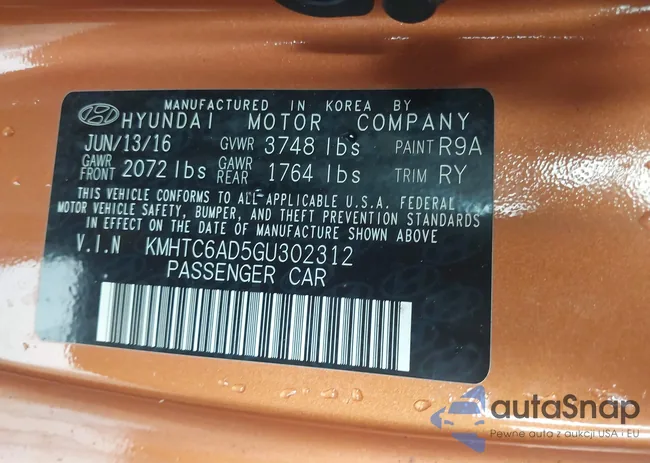 MANUFACTURED IN KOREA BY
HYUNDAI MOTOR COMPANY
JUN/13/16 GVWR 3748 lbs PAINT R9A
GAWR FRONT 2072 lbs GAWR REAR 1764 lbs TRIM RY
THIS VEHICLE CONFORMS TO ALL APPLICABLE U.S.A. FEDERAL
MOTOR VEHICLE SAFETY, BUMPER, AND THEFT PREVENTION STANDARDS
IN EFFECT ON THE DATE OF MANUFACTURE SHOWN ABOVE
V.I.N KMHTC6AD5GU302312
PASSENGER CAR
autaSnap
Pewne auta z aukcji USA i EU